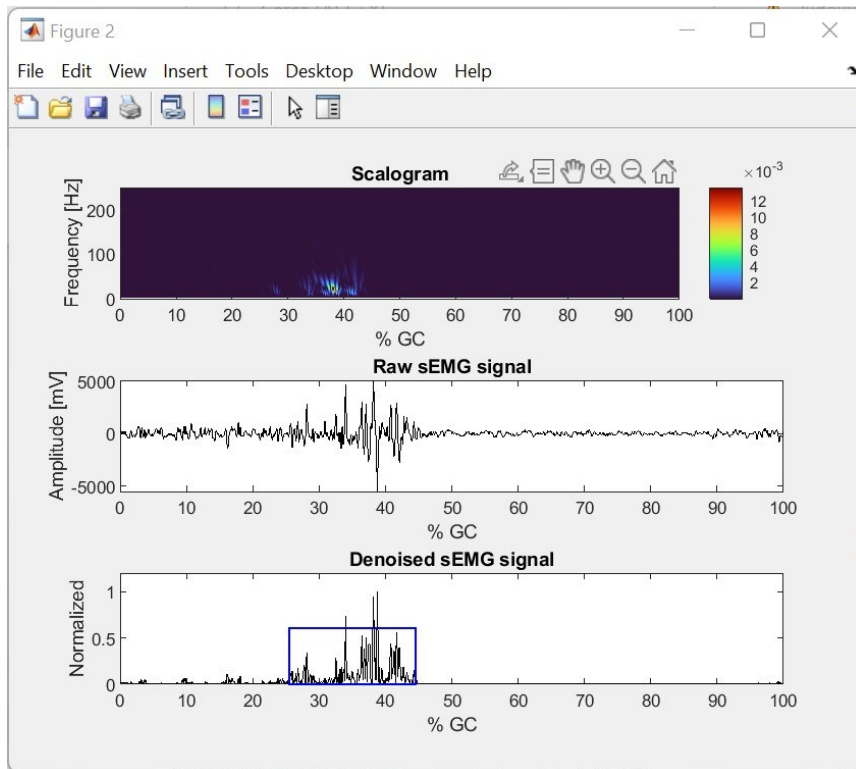 Figure 2
File Edit View Insert Tools Desktop Window Help
Scalogram
×10-3
Frequency [Hz]
200
100
0
0 10 20 30 40 50 60 70 80 90 100
% GC
12
10
8
6
4
2
Raw sEMG signal
Amplitude [mV]
5000
0
-5000
0 10 20 30 40 50 60 70 80 90 100
% GC
Denoised sEMG signal
Normalized
1
0.5
0
0 10 20 30 40 50 60 70 80 90 100
% GC